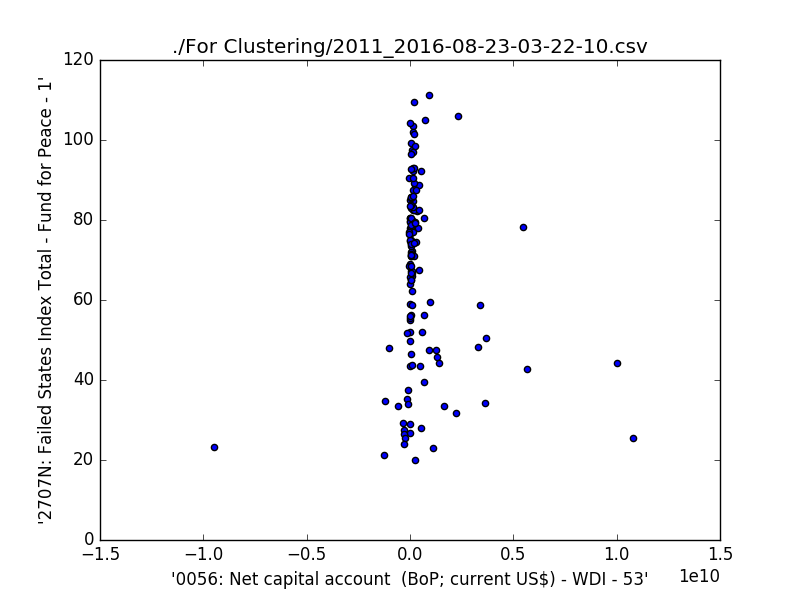 ./For Clustering/2011_2016-08-23-03-22-10.csv
'2707N: Failed States Index Total - Fund for Peace - 1'
120
100
80
60
40
20
0
−1.5 −1.0 −0.5 0.0 0.5 1.0 1.5
1e10
'0056: Net capital account  (BoP; current US$) - WDI - 53'